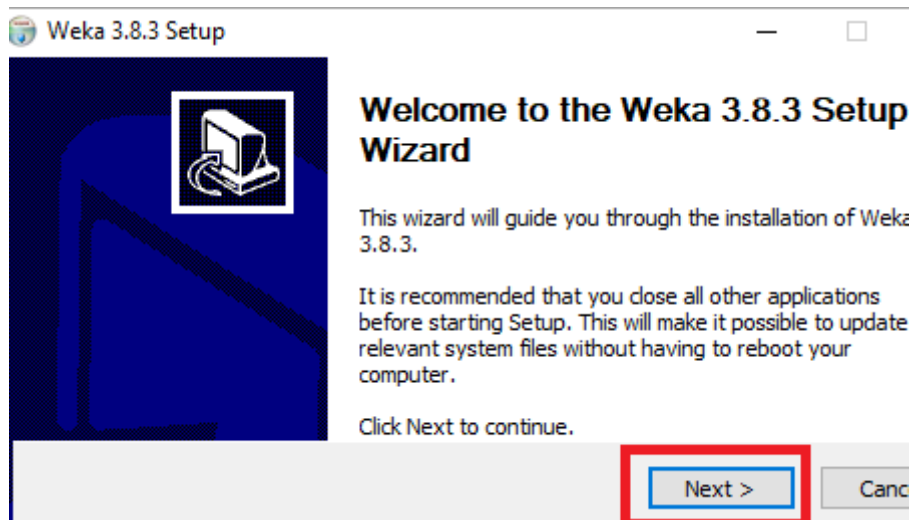 Weka 3.8.3 Setup
Welcome to the Weka 3.8.3 Setup
Wizard
This wizard will guide you through the installation of Weka
3.8.3.
It is recommended that you close all other applications
before starting Setup. This will make it possible to update
relevant system files without having to reboot your
computer.
Click Next to continue.
Next >
Canc